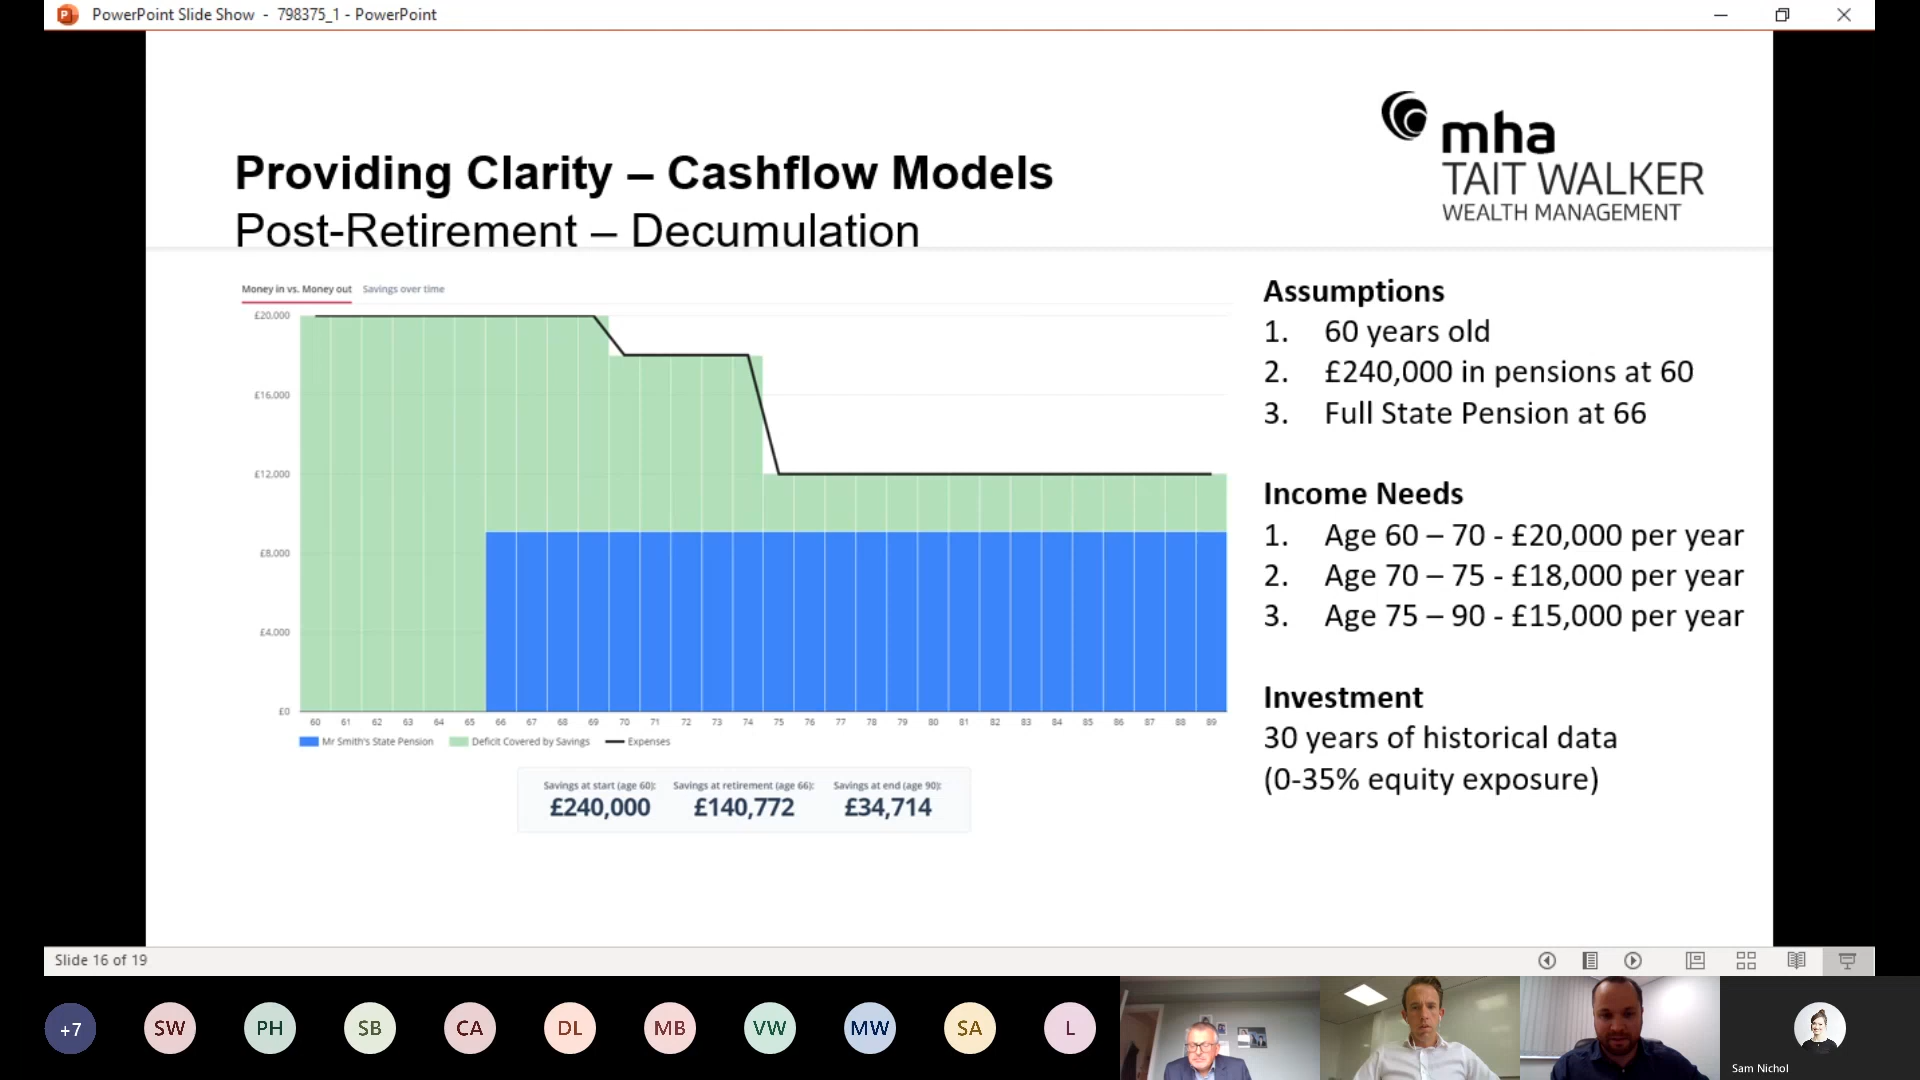 PowerPoint Slide Show - 798375_1 - PowerPoint
mha
TAIT WALKER
WEALTH MANAGEMENT
Providing Clarity – Cashflow Models
Post-Retirement – Decumulation
Money in vs. Money out Savings over time
£20,000
£16,000
£12,000
£8,000
£4,000
£0
60 61 62 63 64 65 66 67 68 69 70 71 72 73 74 75 76 77 78 79 80 81 82 83 84 85 86 87 88 89
Mr Smith's State Pension Deficit Covered by Savings Expenses
Savings at start (age 60): Savings at retirement (age 66): Savings at end (age 90):
£240,000 £140,772 £34,714
Assumptions
1. 60 years old
2. £240,000 in pensions at 60
3. Full State Pension at 66
Income Needs
1. Age 60 – 70 - £20,000 per year
2. Age 70 – 75 - £18,000 per year
3. Age 75 – 90 - £15,000 per year
Investment
30 years of historical data
(0-35% equity exposure)
Slide 16 of 19
+7 SW PH SB CA DL MB VW MW SA L
Sam Nichol